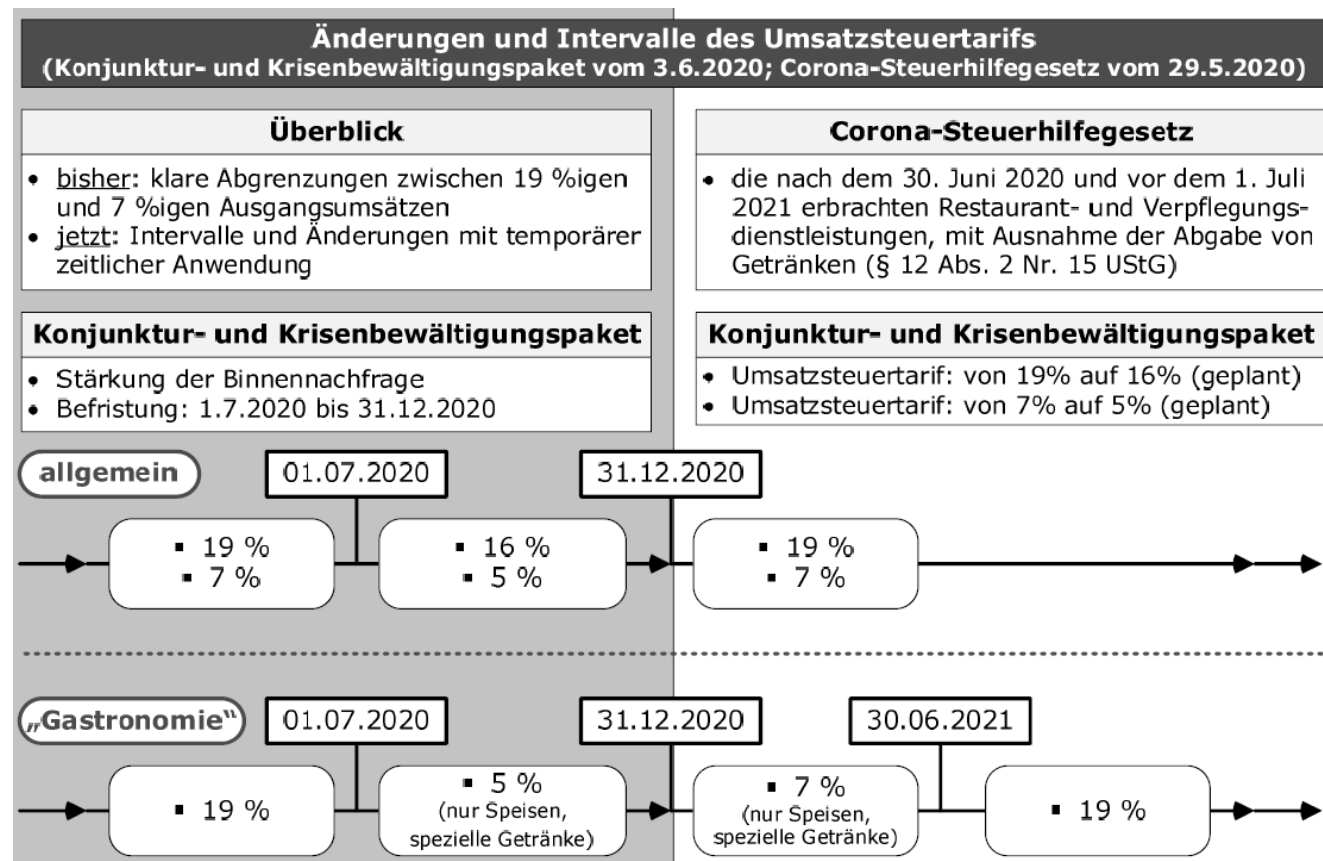 Änderungen und Intervalle des Umsatzsteuertarifs
(Konjunktur- und Krisenbewältigungspaket vom 3.6.2020; Corona-Steuerhilfegesetz vom 29.5.2020)
Überblick
• bisher: klare Abgrenzungen zwischen 19 %igen
und 7 %igen Ausgangsumsätzen
• jetzt: Intervalle und Änderungen mit temporärer
zeitlicher Anwendung
Corona-Steuerhilfegesetz
• die nach dem 30. Juni 2020 und vor dem 1. Juli
2021 erbrachten Restaurant- und Verpflegungs-
dienstleistungen, mit Ausnahme der Abgabe von
Getränken (§ 12 Abs. 2 Nr. 15 UStG)
Konjunktur- und Krisenbewältigungspaket
• Stärkung der Binnennachfrage
• Befristung: 1.7.2020 bis 31.12.2020
Konjunktur- und Krisenbewältigungspaket
• Umsatzsteuertarif: von 19% auf 16% (geplant)
• Umsatzsteuertarif: von 7% auf 5% (geplant)
allgemein
01.07.2020
31.12.2020
▪ 19 %
▪ 7 %
▪ 16 %
▪ 5 %
▪ 19 %
▪ 7 %
„Gastronomie“
01.07.2020
31.12.2020
30.06.2021
▪ 19 %
▪ 5 %
(nur Speisen,
spezielle Getränke)
▪ 7 %
(nur Speisen,
spezielle Getränke)
▪ 19 %